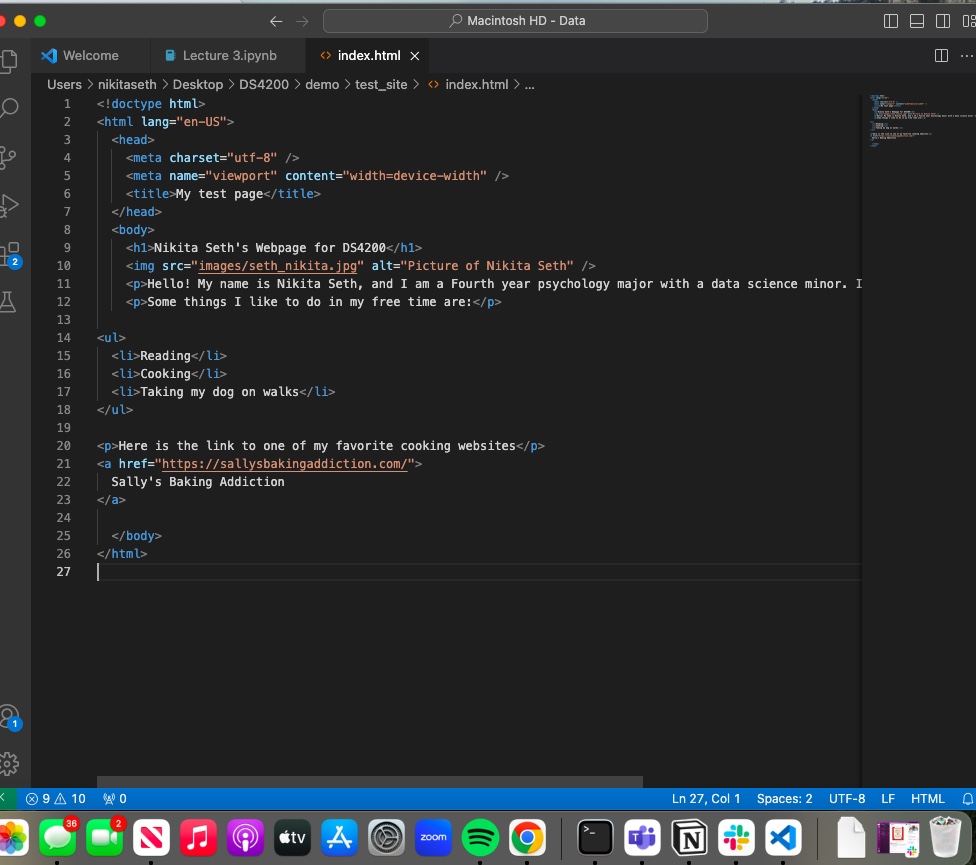 Macintosh HD - Data
Welcome
Lecture 3.ipynb
index.html
Users > nikitaseth > Desktop > DS4200 > demo > test_site > <> index.html > ...
1 <!doctype html>
2 <html lang="en-US">
3 <head>
4 <meta charset="utf-8" />
5 <meta name="viewport" content="width=device-width" />
6 <title>My test page</title>
7 </head>
8 <body>
9 <h1>Nikita Seth's Webpage for DS4200</h1>
10 <img src="images/seth_nikita.jpg" alt="Picture of Nikita Seth" />
11 <p>Hello! My name is Nikita Seth, and I am a Fourth year psychology major with a data science minor. I
12 <p>Some things I like to do in my free time are:</p>
13
14 <ul>
15 <li>Reading</li>
16 <li>Cooking</li>
17 <li>Taking my dog on walks</li>
18 </ul>
19
20 <p>Here is the link to one of my favorite cooking websites</p>
21 <a href="https://sallysbakingaddiction.com/">
22 Sally's Baking Addiction
23 </a>
24
25 </body>
26 </html>
27
2
1
9 10 0
Ln 27, Col 1 Spaces: 2 UTF-8 LF HTML
36
2
tv
zoom